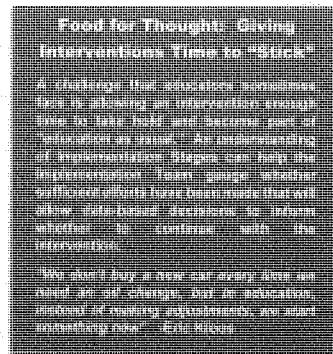 Food for Thought: Giving
Interventions Time to "Stick"
A challenge that educators sometimes
face is allowing an intervention enough
time to take hold and become part of
"education as usual." An understanding
of Implementation Stages can help the
Implementation Team gauge whether
sufficient efforts have been made that will
allow data-based decisions to inform
whether to continue with the
intervention.
"We don't buy a new car every time we
need an oil change, but in education,
instead of making adjustments, we start
something new" - Eric